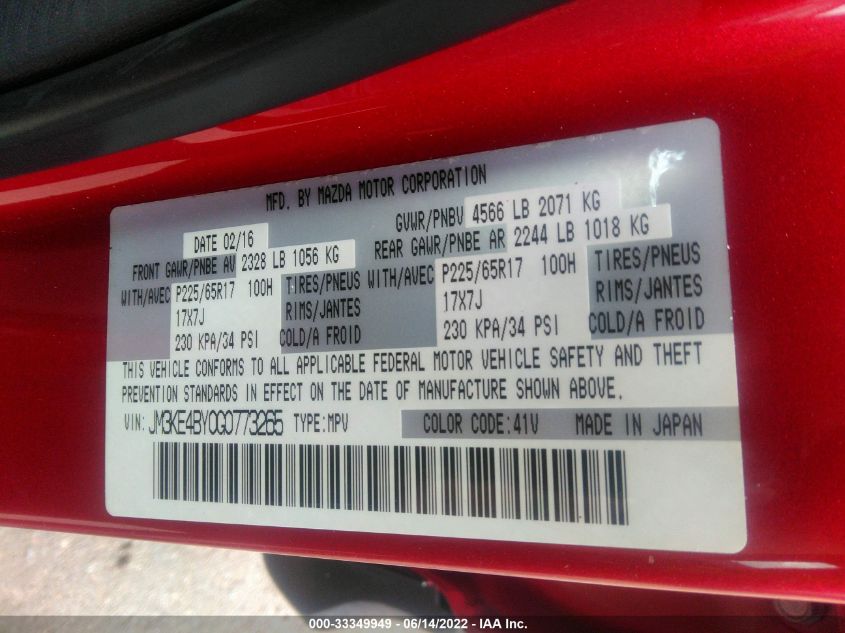 MFD. BY MAZDA MOTOR CORPORATION
DATE 02/16 GVWR/PNBV 4566 LB 2071 KG
FRONT GAWR/PNBE AV 2328 LB 1056 KG REAR GAWR/PNBE AR 2244 LB 1018 KG
WITH/AVEC P225/65R17 100H TIRES/PNEUS WITH/AVEC P225/65R17 100H TIRES/PNEUS
17X7J RIMS/JANTES 17X7J RIMS/JANTES
230 KPA/34 PSI COLD/A FROID 230 KPA/34 PSI COLD/A FROID
THIS VEHICLE CONFORMS TO ALL APPLICABLE FEDERAL MOTOR VEHICLE SAFETY AND THEFT
PREVENTION STANDARDS IN EFFECT ON THE DATE OF MANUFACTURE SHOWN ABOVE.
VIN: JM3KE4BY0G0773265 TYPE:MPV COLOR CODE:41V MADE IN JAPAN
000-33349949 - 06/14/2022 - IAA Inc.